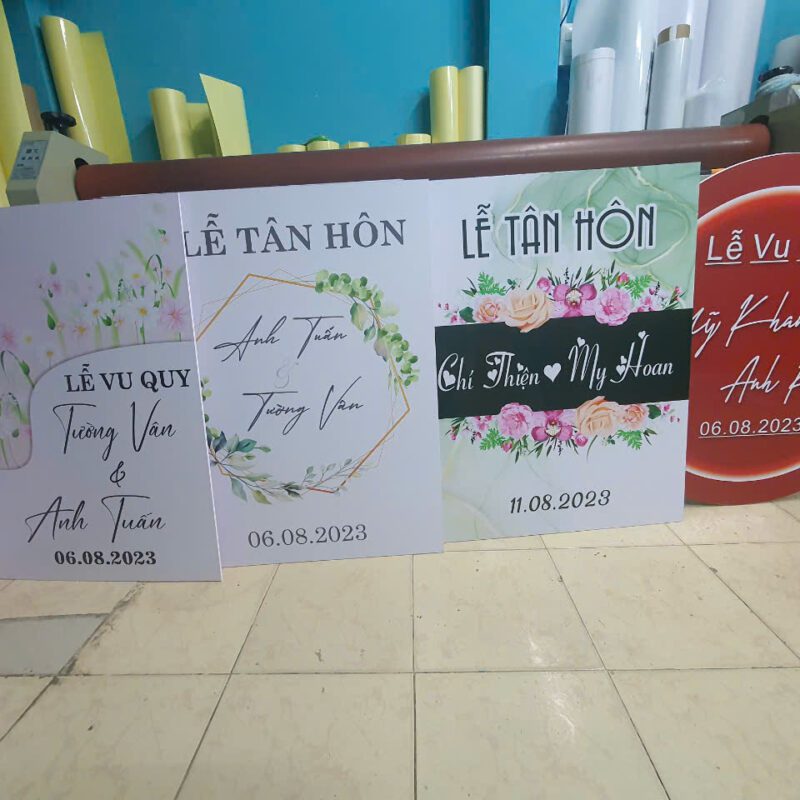 LỄ VU QUY
Tường Vân
&
Anh Tuấn
06.08.2023
LỄ TÂN HÔN
Anh Tuấn
&
Tường Vân
06.08.2023
LỄ TÂN HÔN
Chí Thiện My Hoan
11.08.2023
Lễ Vu
Anh
06.08.2023